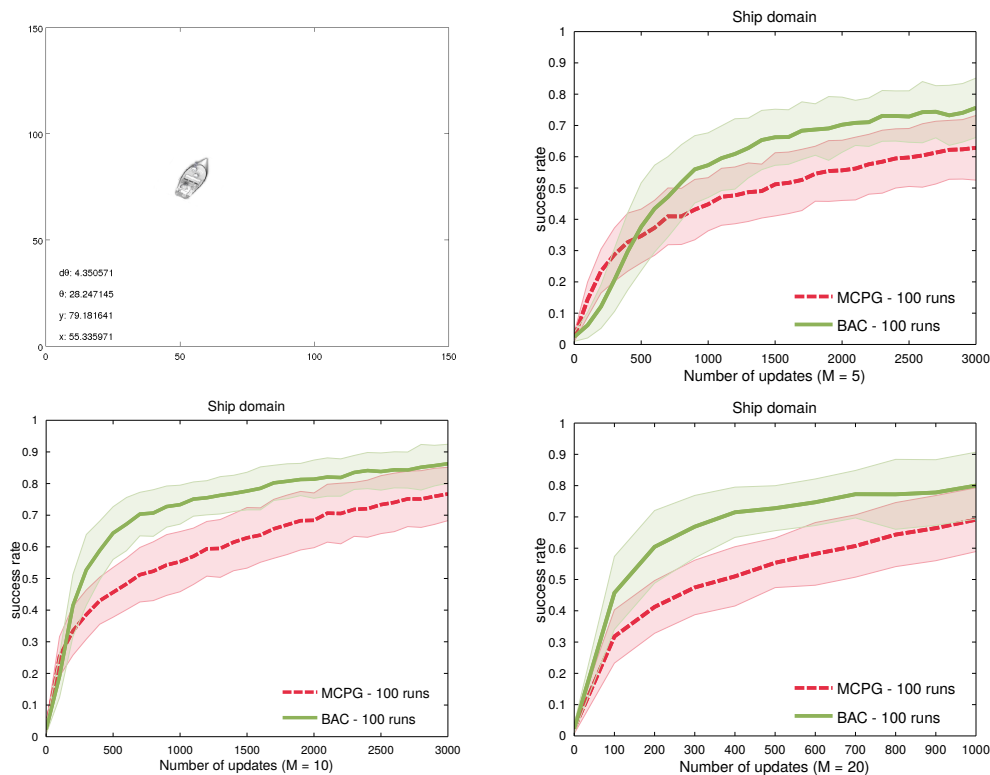 150
100
50
0
dθ: 4.350571
θ: 28.247145
y: 79.181641
x: 55.335971
0 50 100 150
Ship domain
1
0.9
0.8
0.7
0.6
0.5
0.4
0.3
0.2
0.1
0
success rate
MCPG - 100 runs
BAC - 100 runs
0 500 1000 1500 2000 2500 3000
Number of updates (M = 5)
Ship domain
1
0.9
0.8
0.7
0.6
0.5
0.4
0.3
0.2
0.1
0
success rate
MCPG - 100 runs
BAC - 100 runs
0 500 1000 1500 2000 2500 3000
Number of updates (M = 10)
Ship domain
1
0.9
0.8
0.7
0.6
0.5
0.4
0.3
0.2
0.1
0
success rate
MCPG - 100 runs
BAC - 100 runs
0 100 200 300 400 500 600 700 800 900 1000
Number of updates (M = 20)